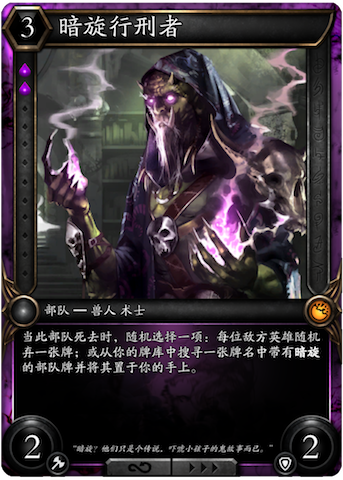 3
暗旋行刑者
部队 — 兽人 术士
当此部队死去时，随机选择一项：每位敌方英雄随机
弃一张牌；或从你的牌库中搜寻一张牌名中带有暗旋
的部队牌并将其置于你的手上。
2
"暗旋？他们只是个传说，吓唬小孩子的鬼故事而已。"
2